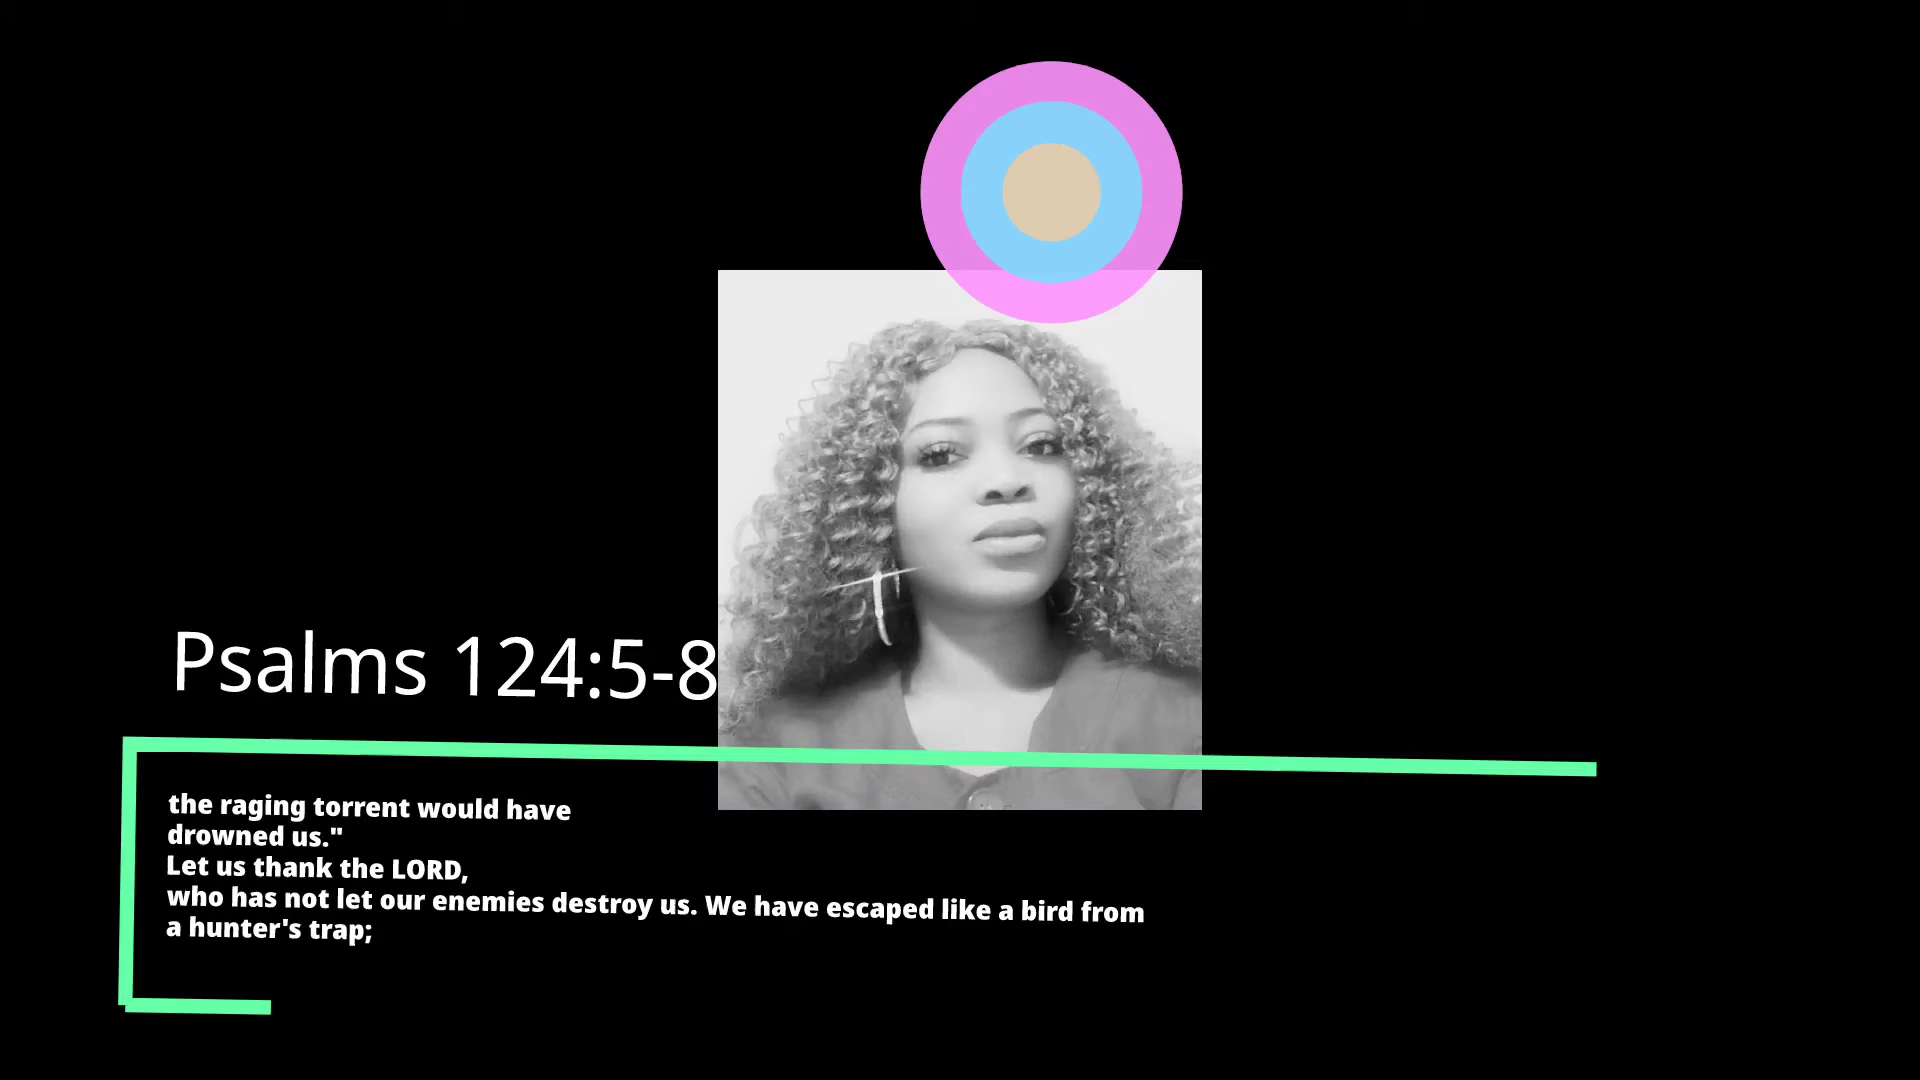 Psalms 124:5-8
the raging torrent would have
drowned us."
Let us thank the LORD,
who has not let our enemies destroy us. We have escaped like a bird from
a hunter's trap;